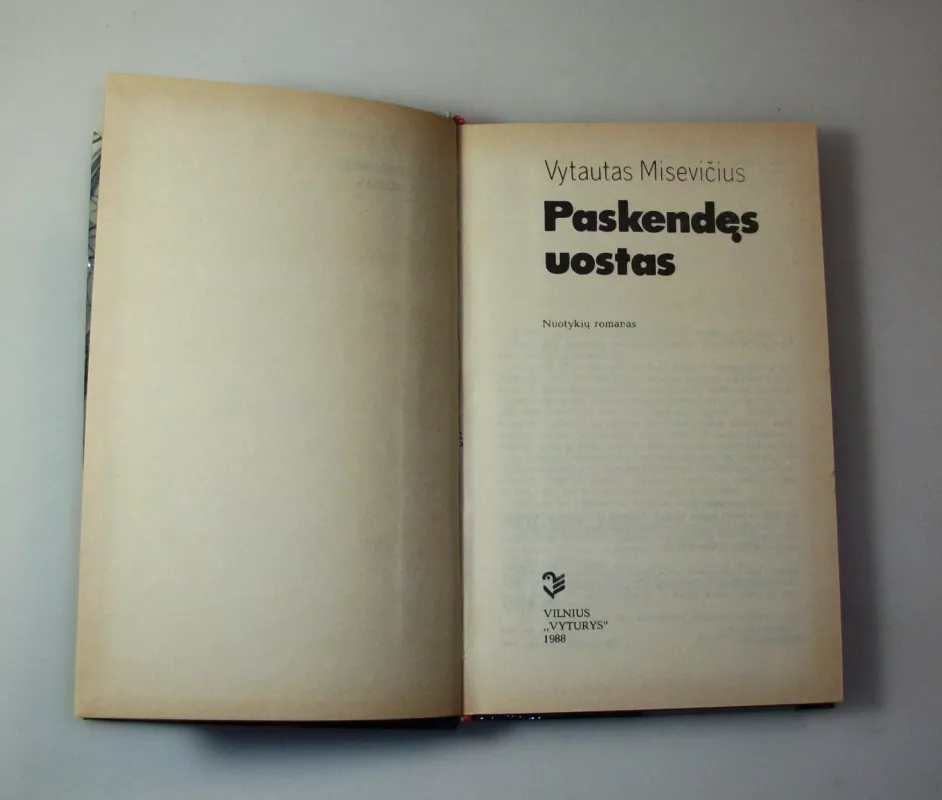 Vytautas Misevičius
Paskendęs
uostas
Nuotykių romanas
VILNIUS
„VYTURYS"
1988